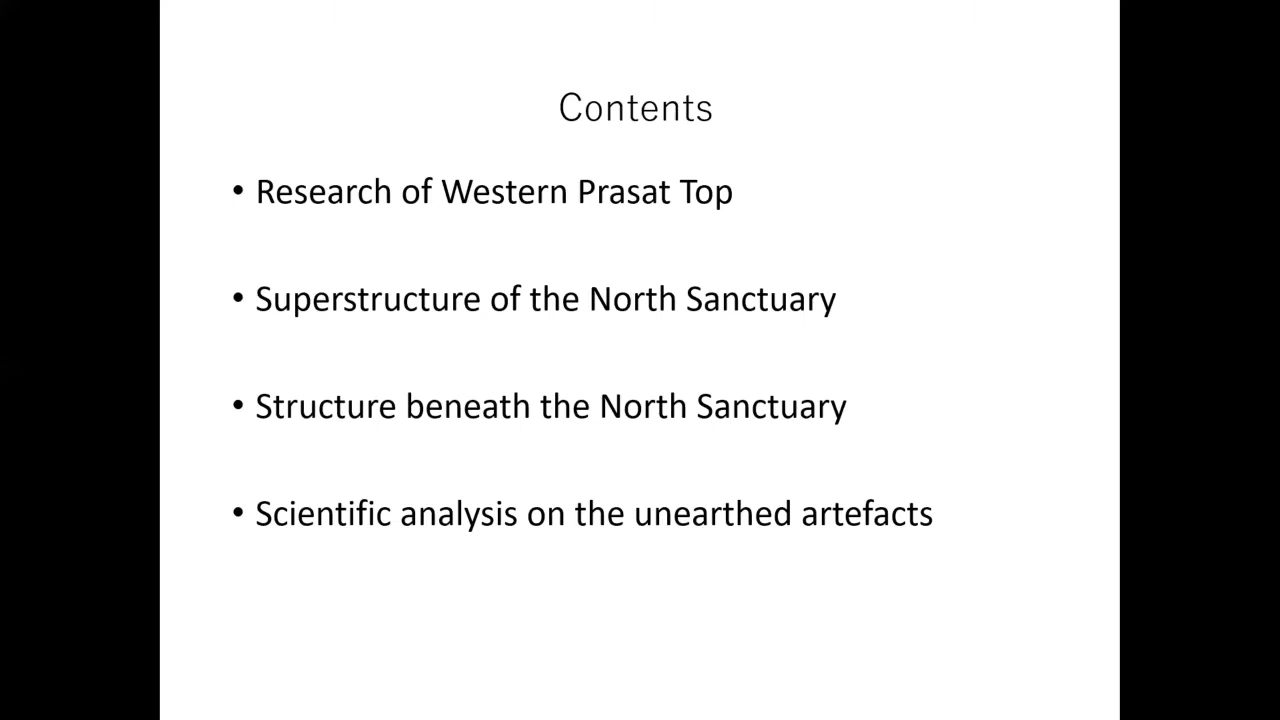 Contents
• Research of Western Prasat Top
• Superstructure of the North Sanctuary
• Structure beneath the North Sanctuary
• Scientific analysis on the unearthed artefacts